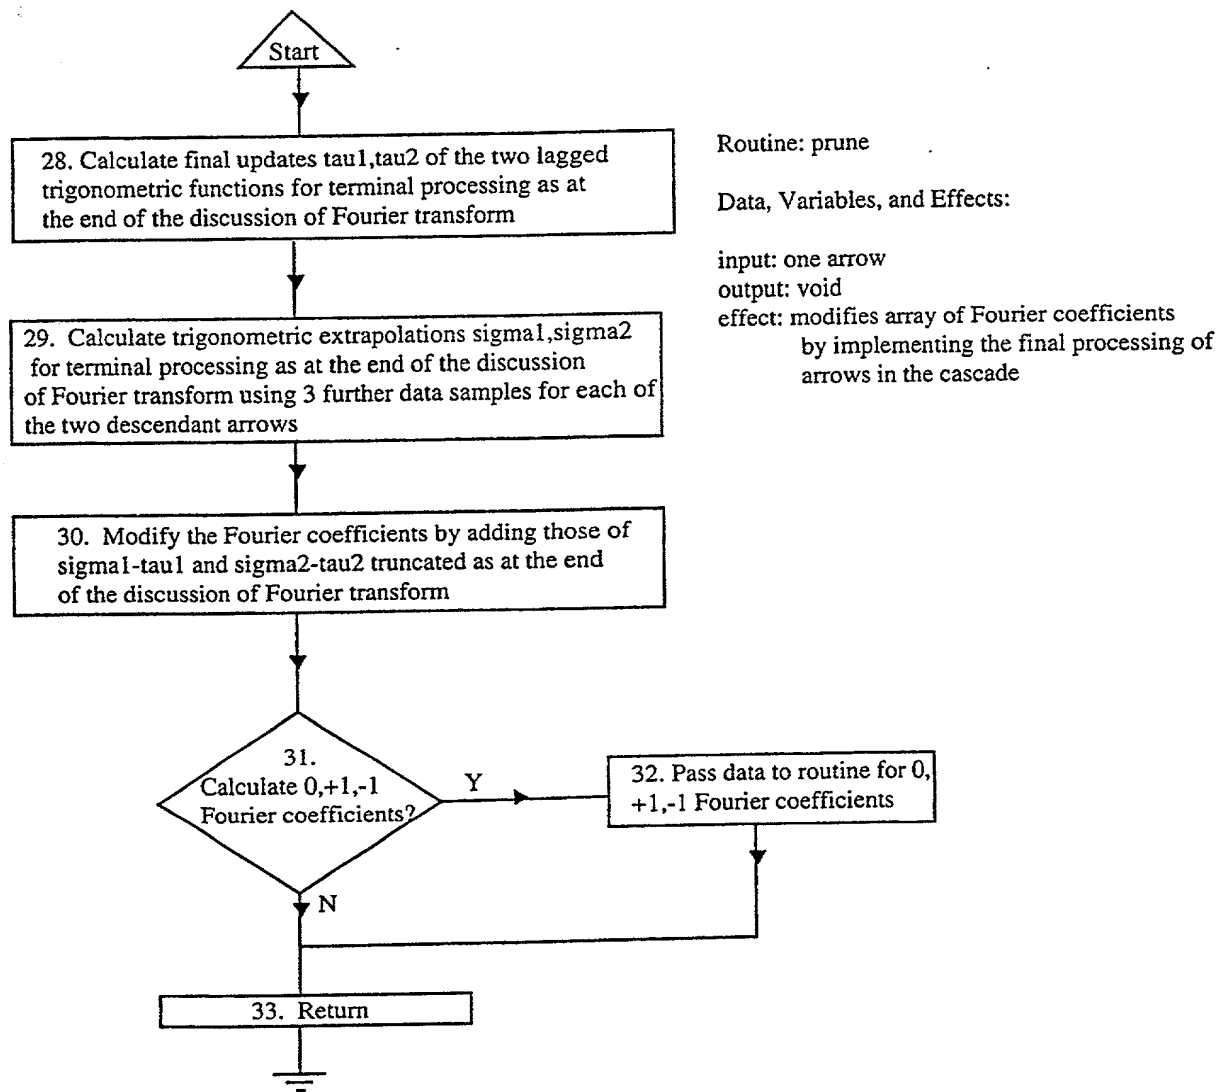 Start
28. Calculate final updates tau1,tau2 of the two lagged
trigonometric functions for terminal processing as at
the end of the discussion of Fourier transform
Routine: prune
Data, Variables, and Effects:
input: one arrow
output: void
effect: modifies array of Fourier coefficients
by implementing the final processing of
arrows in the cascade
29. Calculate trigonometric extrapolations sigma1,sigma2
for terminal processing as at the end of the discussion
of Fourier transform using 3 further data samples for each of
the two descendant arrows
30. Modify the Fourier coefficients by adding those of
sigma1-tau1 and sigma2-tau2 truncated as at the end
of the discussion of Fourier transform
31.
Calculate 0,+1,-1
Fourier coefficients?
Y
32. Pass data to routine for 0,
+1,-1 Fourier coefficients
N
33. Return